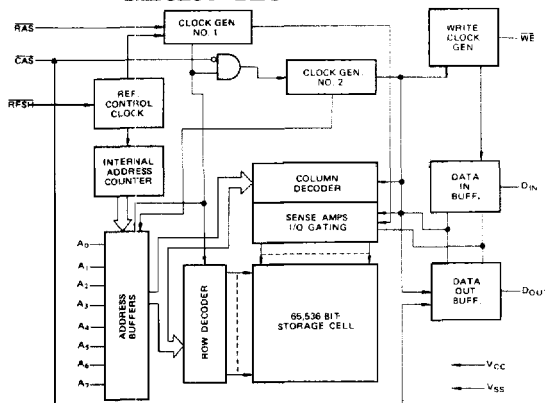 RAS
CLOCK GEN
NO. 1
WRITE
CLOCK
GEN
WE
CAS
CLOCK GEN.
NO. 2
RFSH
REF.
CONTROL
CLOCK
INTERNAL
ADDRESS
COUNTER
COLUMN
DECODER
DATA
IN
BUFF.
DIN
SENSE AMPS
I/O GATING
A0
A1
A2
A3
A4
A5
A6
A7
ADDRESS
BUFFERS
ROW DECODER
65,536 BIT
STORAGE CELL
DATA
OUT
BUFF.
DOUT
VCC
VSS